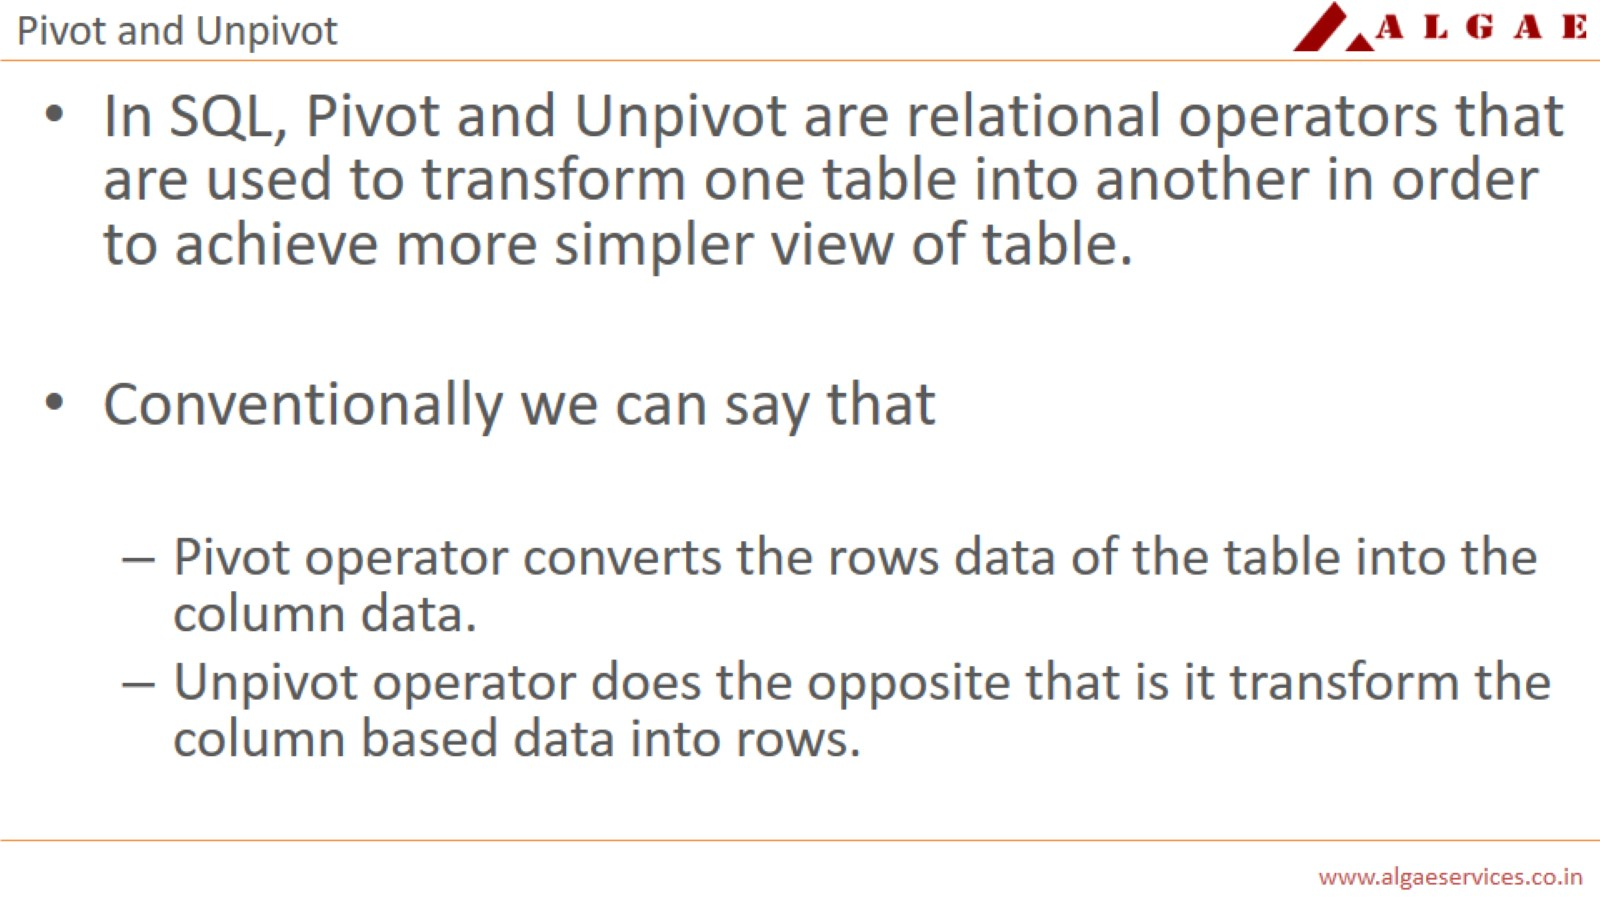 Pivot and Unpivot
ALGAE
• In SQL, Pivot and Unpivot are relational operators that
are used to transform one table into another in order
to achieve more simpler view of table.
• Conventionally we can say that
– Pivot operator converts the rows data of the table into the
column data.
– Unpivot operator does the opposite that is it transform the
column based data into rows.
www.algaeservices.co.in